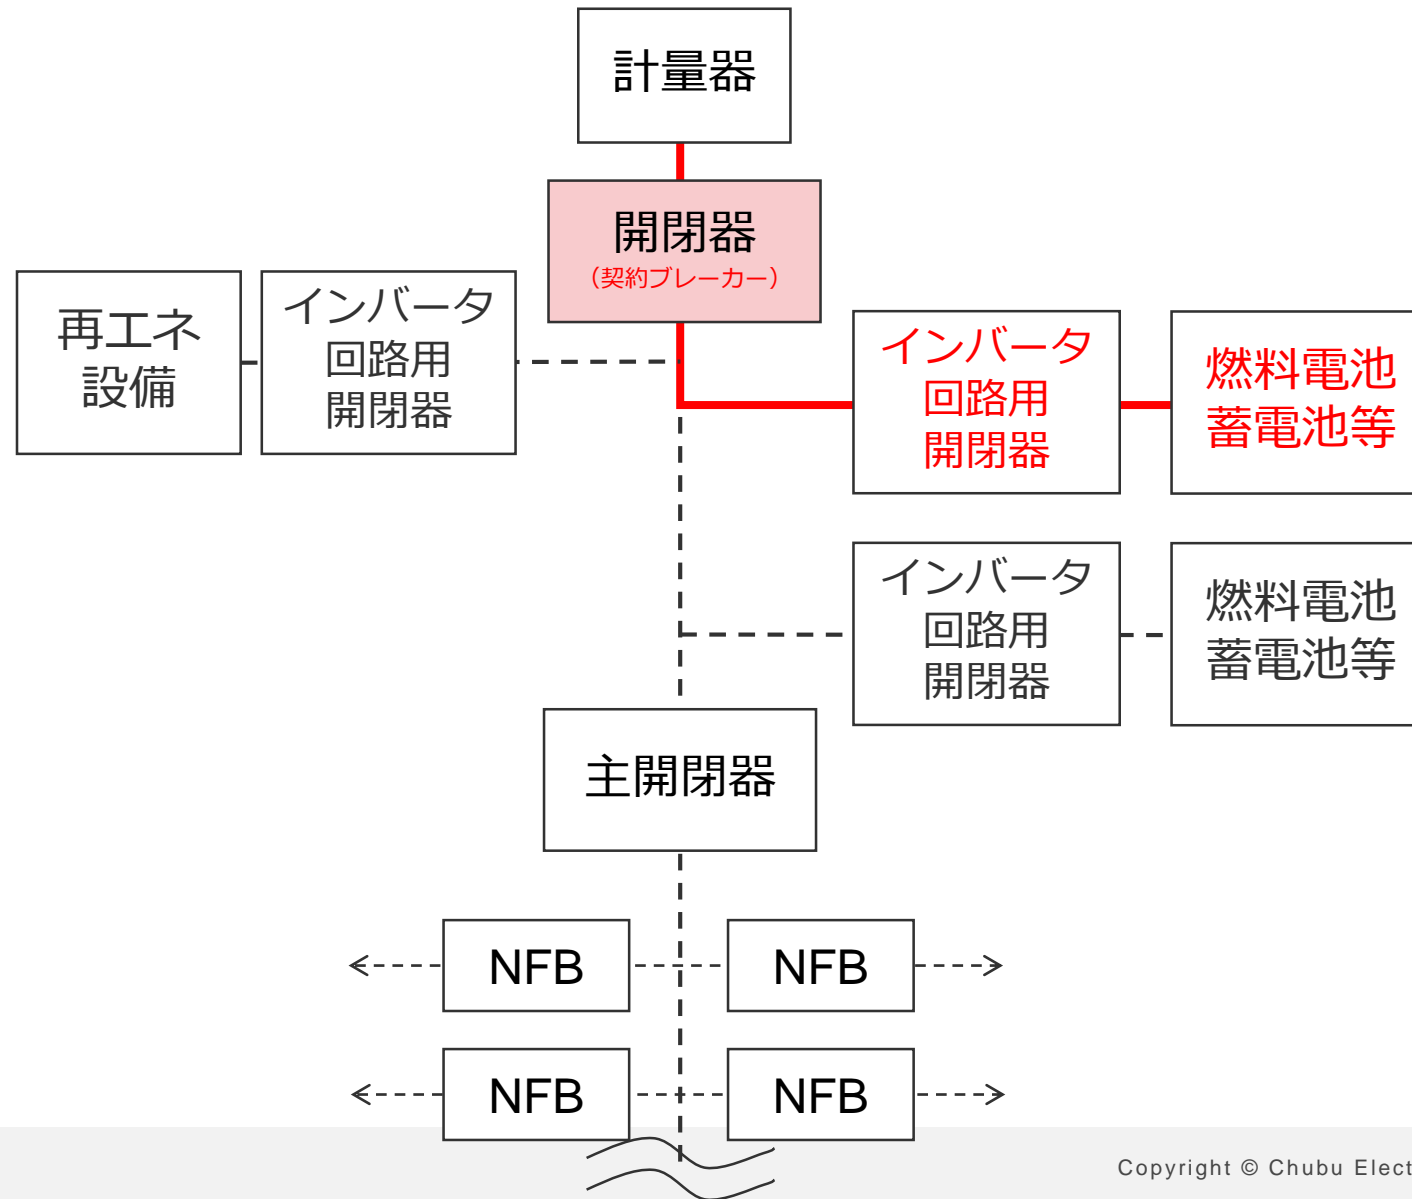 計量器
開閉器
（契約ブレーカー）
再エネ
設備
インバータ
回路用
開閉器
インバータ
回路用
開閉器
燃料電池
蓄電池等
インバータ
回路用
開閉器
燃料電池
蓄電池等
主開閉器
NFB
NFB
NFB
NFB
Copyright © Chubu Elect